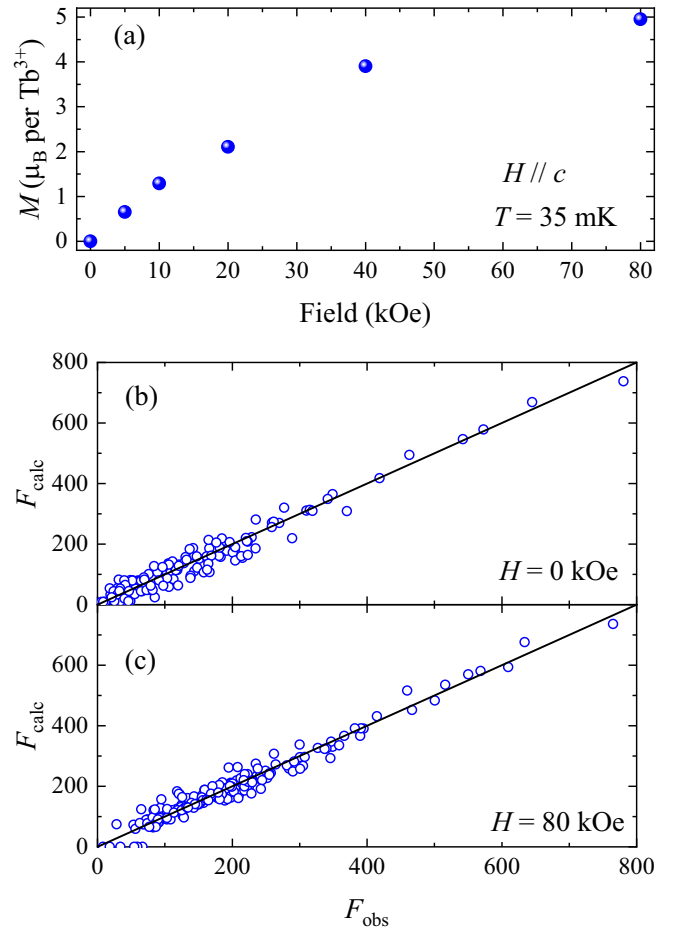 (a)
M (μB per Tb3+)
5
4
3
2
1
0
H // c
T = 35 mK
0 10 20 30 40 50 60 70 80
Field (kOe)
(b)
Fcalc
800
600
400
200
0
H = 0 kOe
(c)
Fcalc
600
400
200
0
H = 80 kOe
0 200 400 600 800
Fobs